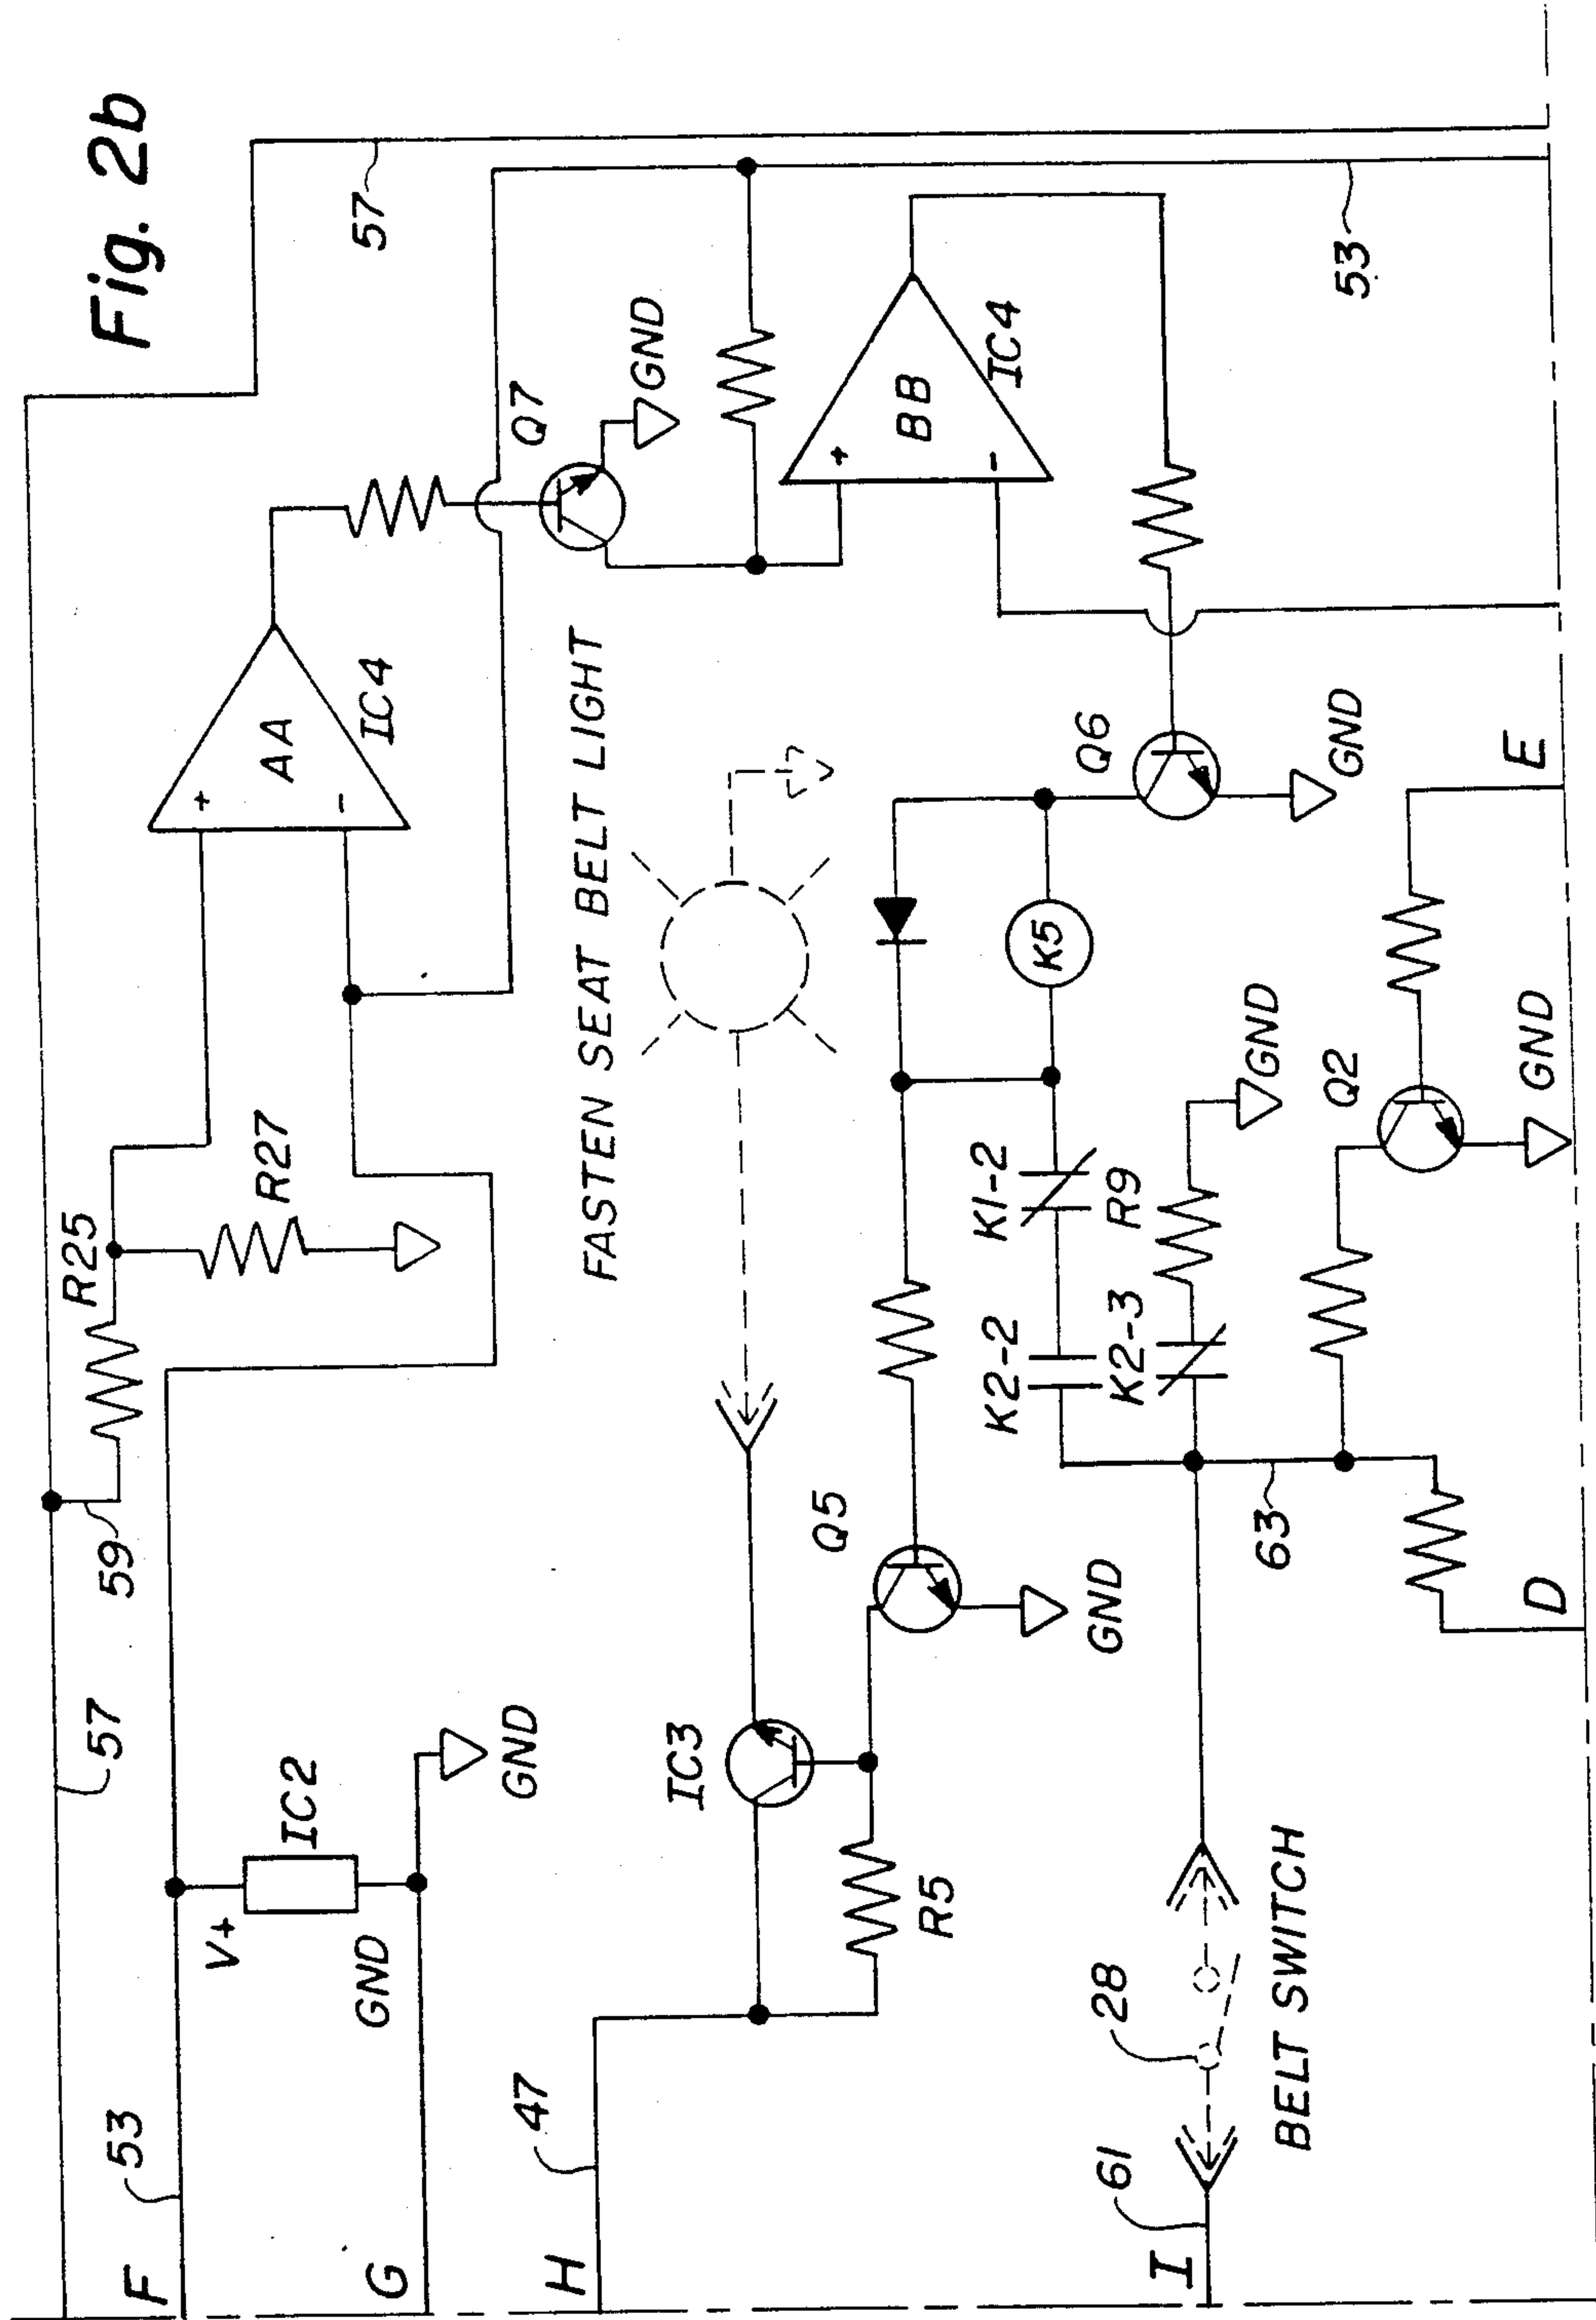 Fig. 2b
57
59
R25
R27
AA
+
-
IC4
57
F
53
V+
IC2
GND
G
GND
Q7
GND
FASTEN SEAT BELT LIGHT
H
47
IC3
R5
Q5
GND
BB
+
-
IC4
53
K5
Q6
GND
K2-2
K1-2
K2-3
R9
GND
I
61
28
BELT SWITCH
63
Q2
GND
D
E